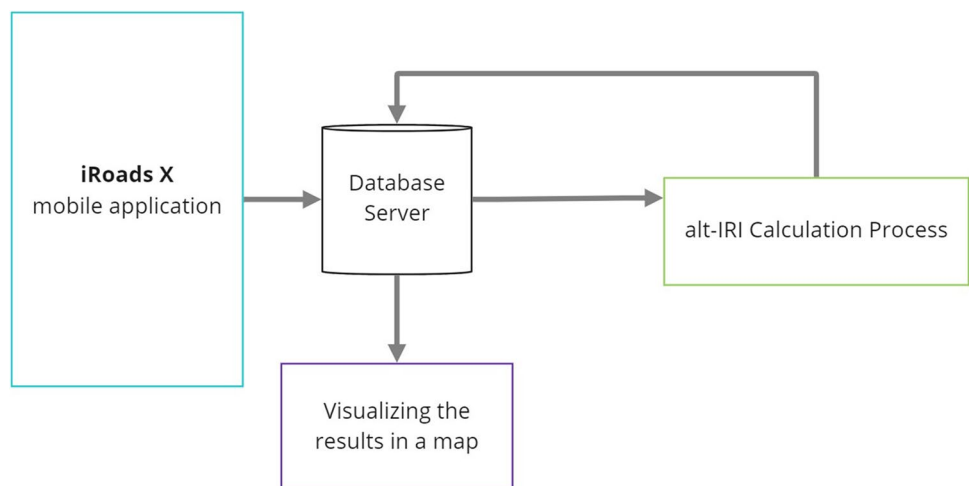 iRoads X
mobile application
Database
Server
alt-IRI Calculation Process
Visualizing the
results in a map